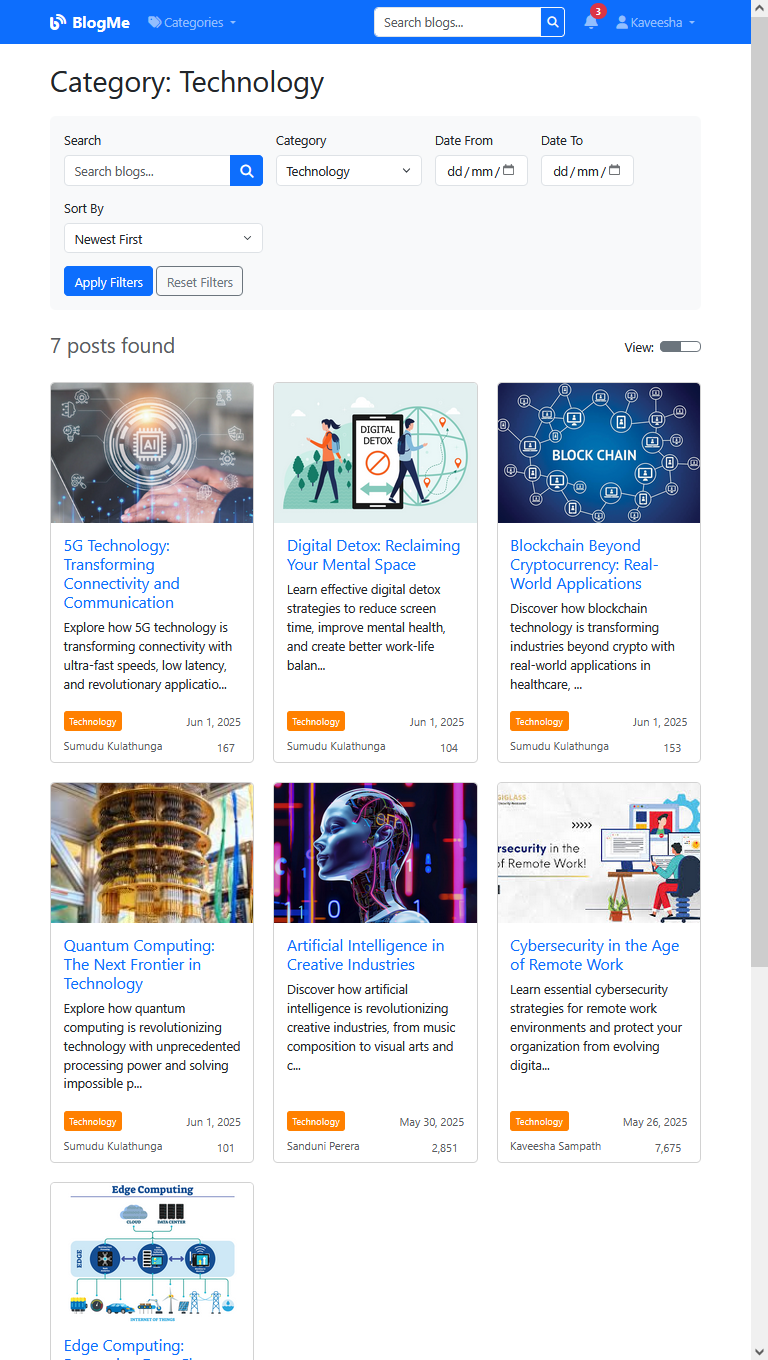 BlogMe Categories Search blogs... 3 Kaveesha
Category: Technology
Search Category Date From Date To
Search blogs... Technology dd/mm/ dd/mm/
Sort By
Newest First
Apply Filters Reset Filters
7 posts found View:
AI
5G Technology:
Transforming
Connectivity and
Communication
Explore how 5G technology is
transforming connectivity with
ultra-fast speeds, low latency,
and revolutionary applicatio...
Technology Jun 1, 2025
Sumudu Kulathunga 167
DIGITAL
DETOX
Digital Detox: Reclaiming
Your Mental Space
Learn effective digital detox
strategies to reduce screen
time, improve mental health,
and create better work-life
balan...
Technology Jun 1, 2025
Sumudu Kulathunga 104
BLOCK CHAIN
Blockchain Beyond
Cryptocurrency: Real-
World Applications
Discover how blockchain
technology is transforming
industries beyond crypto with
real-world applications in
healthcare, ...
Technology Jun 1, 2025
Sumudu Kulathunga 153
Quantum Computing:
The Next Frontier in
Technology
Explore how quantum
computing is revolutionizing
technology with unprecedented
processing power and solving
impossible p...
Technology Jun 1, 2025
Sumudu Kulathunga 101
Artificial Intelligence in
Creative Industries
Discover how artificial
intelligence is revolutionizing
creative industries, from music
composition to visual arts and
c...
Technology May 30, 2025
Sanduni Perera 2,851
rsecurity in the
of Remote Work!
Cybersecurity in the Age
of Remote Work
Learn essential cybersecurity
strategies for remote work
environments and protect your
organization from evolving
digita...
Technology May 26, 2025
Kaveesha Sampath 7,675
Edge Computing
CLOUD DATA CENTER
EDGE
INTERNET OF THINGS
Edge Computing: